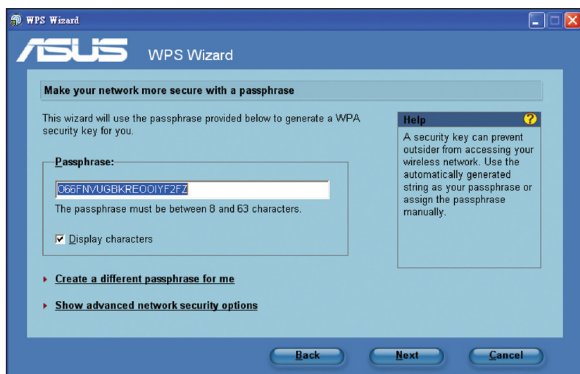 WPS Wizard
ASUS WPS Wizard
Make your network more secure with a passphrase
This wizard will use the passphrase provided below to generate a WPA
security key for you.
Passphrase:
O66FNVUGBKREOOIYF2FZ
The passphrase must be between 8 and 63 characters.
Display characters
Create a different passphrase for me
Show advanced network security options
Help
A security key can prevent
outsider from accessing your
wireless network. Use the
automatically generated
string as your passphrase or
assign the passphrase
manually.
Back Next Cancel